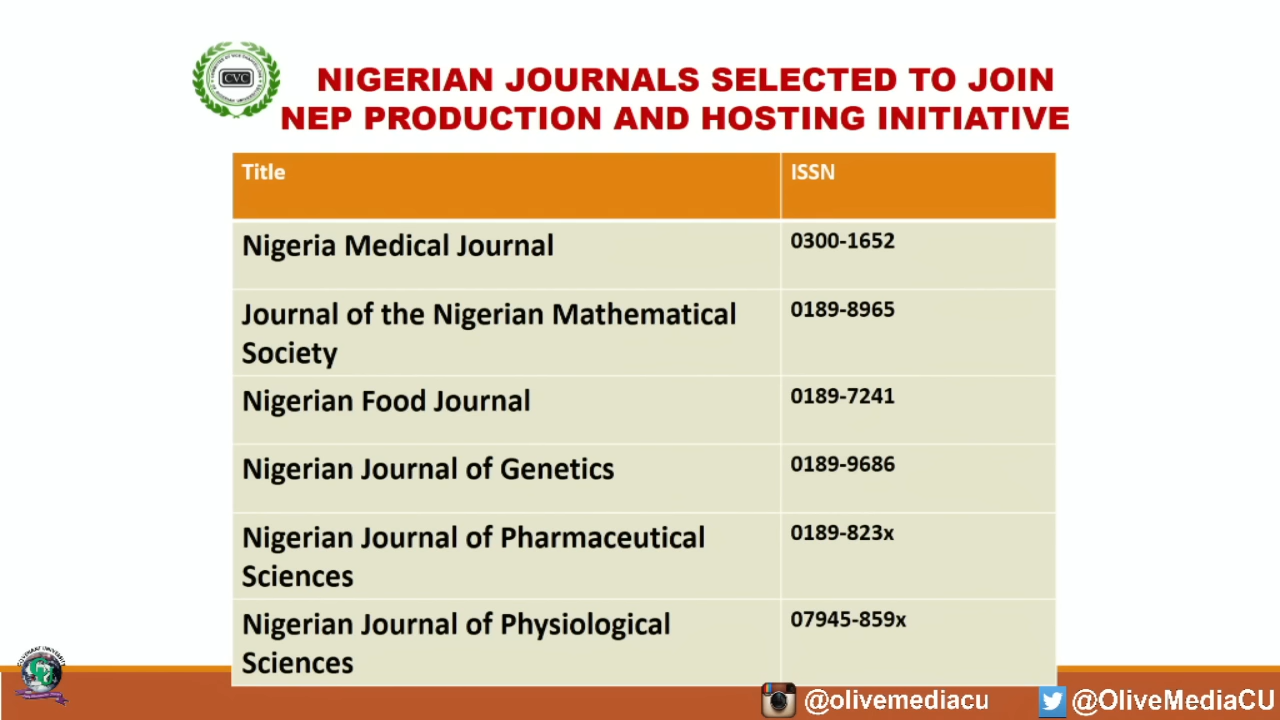 NIGERIAN JOURNALS SELECTED TO JOIN
NEP PRODUCTION AND HOSTING INITIATIVE
CVC
Title
ISSN
Nigeria Medical Journal
0300-1652
Journal of the Nigerian Mathematical
Society
0189-8965
Nigerian Food Journal
0189-7241
Nigerian Journal of Genetics
0189-9686
Nigerian Journal of Pharmaceutical
Sciences
0189-823x
Nigerian Journal of Physiological
Sciences
07945-859x
COVENANT UNIVERSITY
@olivemediacu
@OliveMediaCU